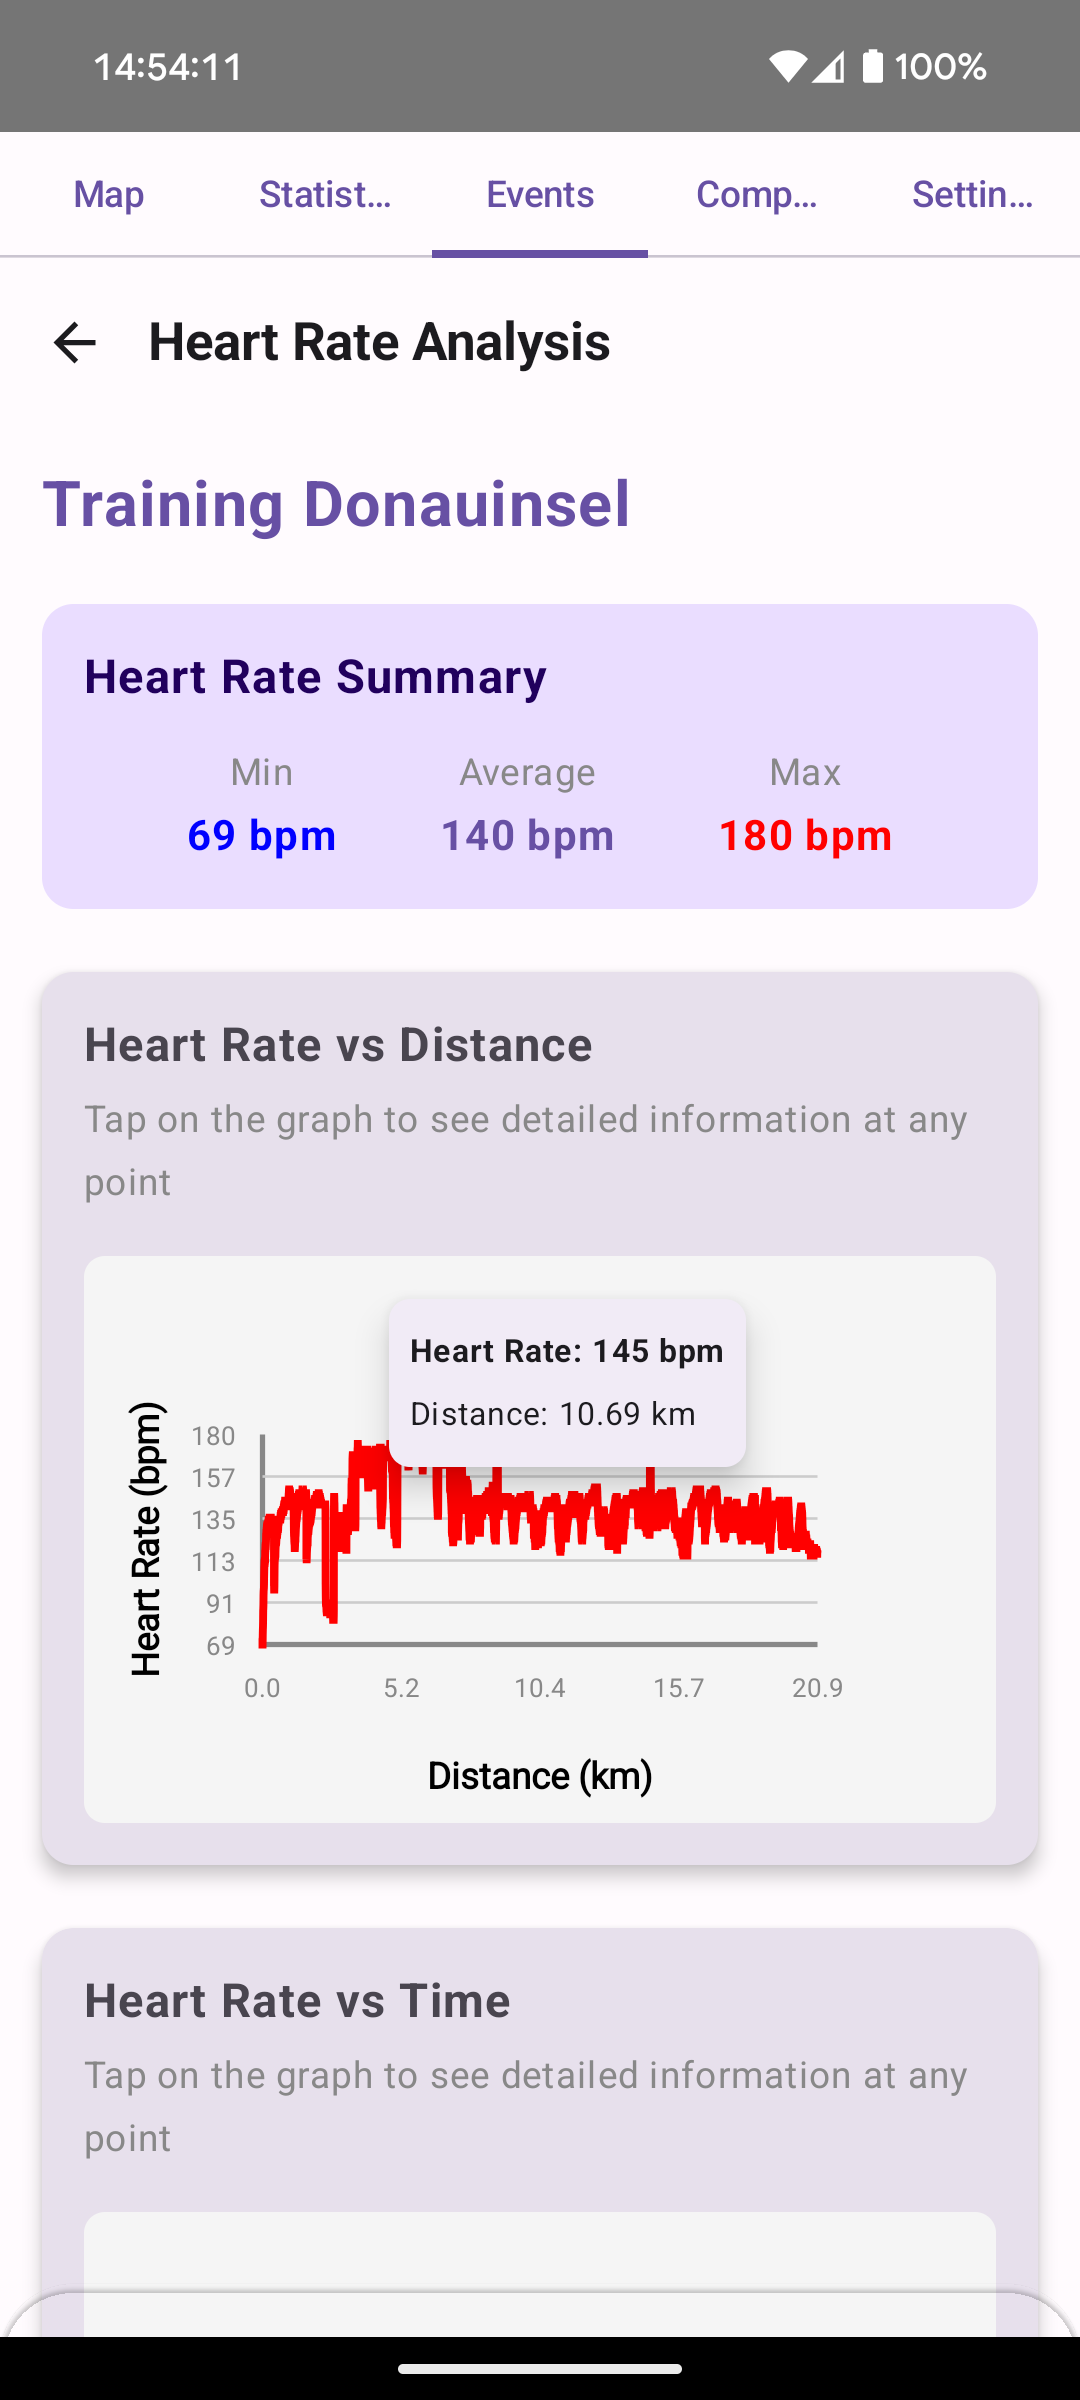 14:54:11 100%
Map Statist... Events Comp... Settin...
Heart Rate Analysis
Training Donauinsel
Heart Rate Summary
Min Average Max
69 bpm 140 bpm 180 bpm
Heart Rate vs Distance
Tap on the graph to see detailed information at any
point
Heart Rate: 145 bpm
Distance: 10.69 km
Heart Rate (bpm)
180
157
135
113
91
69
0.0 5.2 10.4 15.7 20.9
Distance (km)
Heart Rate vs Time
Tap on the graph to see detailed information at any
point